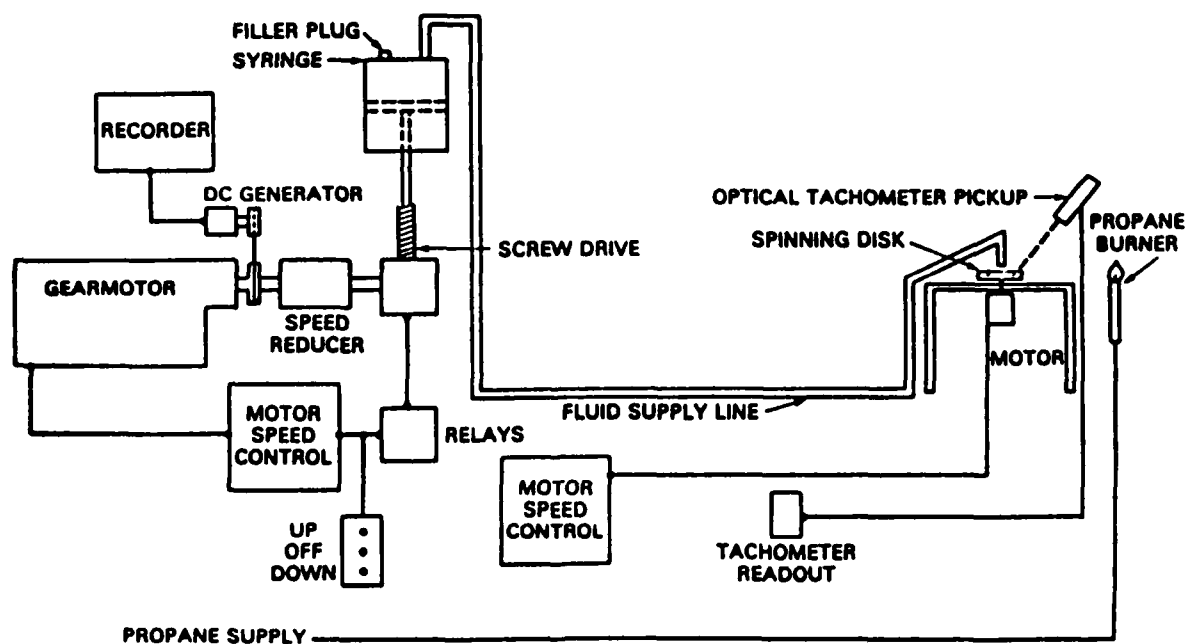 FILLER PLUG
SYRINGE
RECORDER
DC GENERATOR
OPTICAL TACHOMETER PICKUP
PROPANE
BURNER
SPINNING DISK
SCREW DRIVE
GEARMOTOR
SPEED
REDUCER
MOTOR
FLUID SUPPLY LINE
MOTOR
SPEED
CONTROL
RELAYS
MOTOR
SPEED
CONTROL
UP
OFF
DOWN
TACHOMETER
READOUT
PROPANE SUPPLY